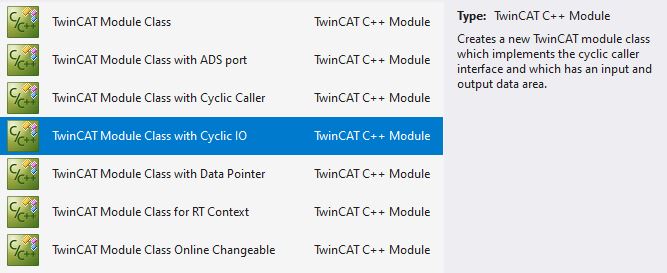 TwinCAT Module Class TwinCAT C++ Module
TwinCAT Module Class with ADS port TwinCAT C++ Module
TwinCAT Module Class with Cyclic Caller TwinCAT C++ Module
TwinCAT Module Class with Cyclic IO TwinCAT C++ Module
TwinCAT Module Class with Data Pointer TwinCAT C++ Module
TwinCAT Module Class for RT Context TwinCAT C++ Module
TwinCAT Module Class Online Changeable TwinCAT C++ Module
Type: TwinCAT C++ Module
Creates a new TwinCAT module class
which implements the cyclic caller
interface and which has an input and
output data area.